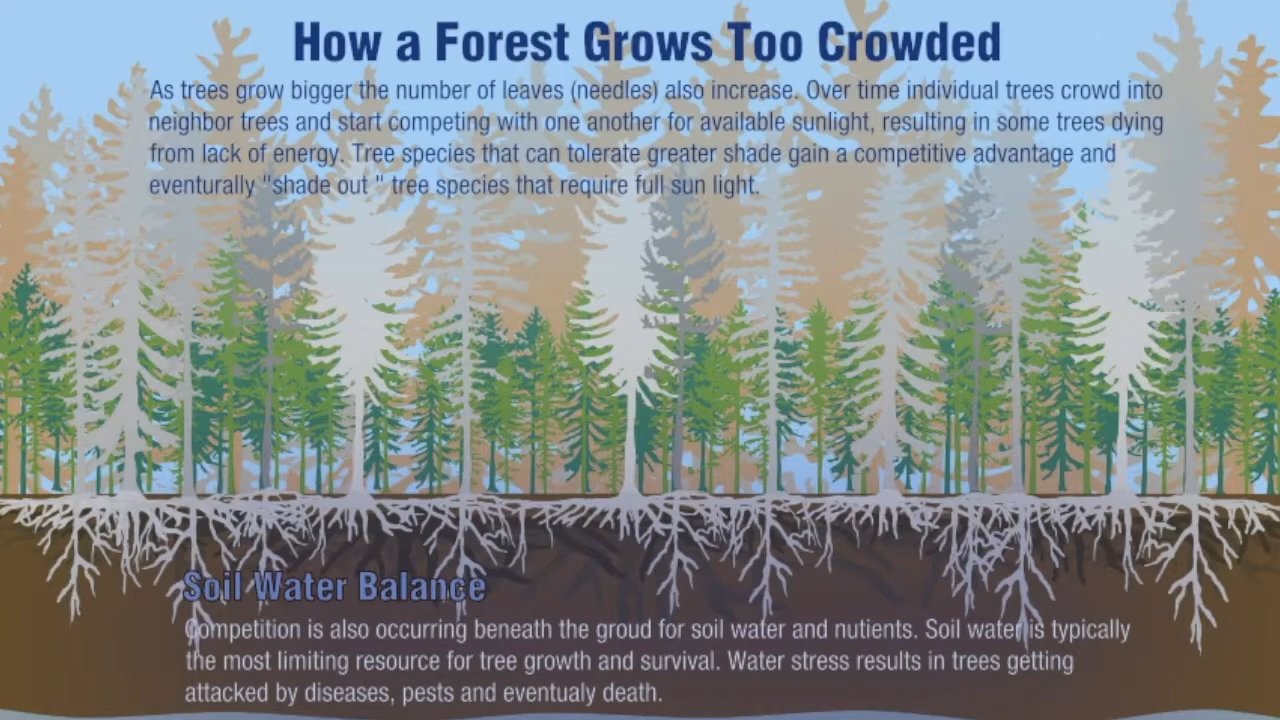 How a Forest Grows Too Crowded
As trees grow bigger the number of leaves (needles) also increase. Over time individual trees crowd into
neighbor trees and start competing with one another for available sunlight, resulting in some trees dying
from lack of energy. Tree species that can tolerate greater shade gain a competitive advantage and
eventurally "shade out " tree species that require full sun light.
Soil Water Balance
Competition is also occurring beneath the groud for soil water and nutients. Soil water is typically
the most limiting resource for tree growth and survival. Water stress results in trees getting
attacked by diseases, pests and eventualy death.